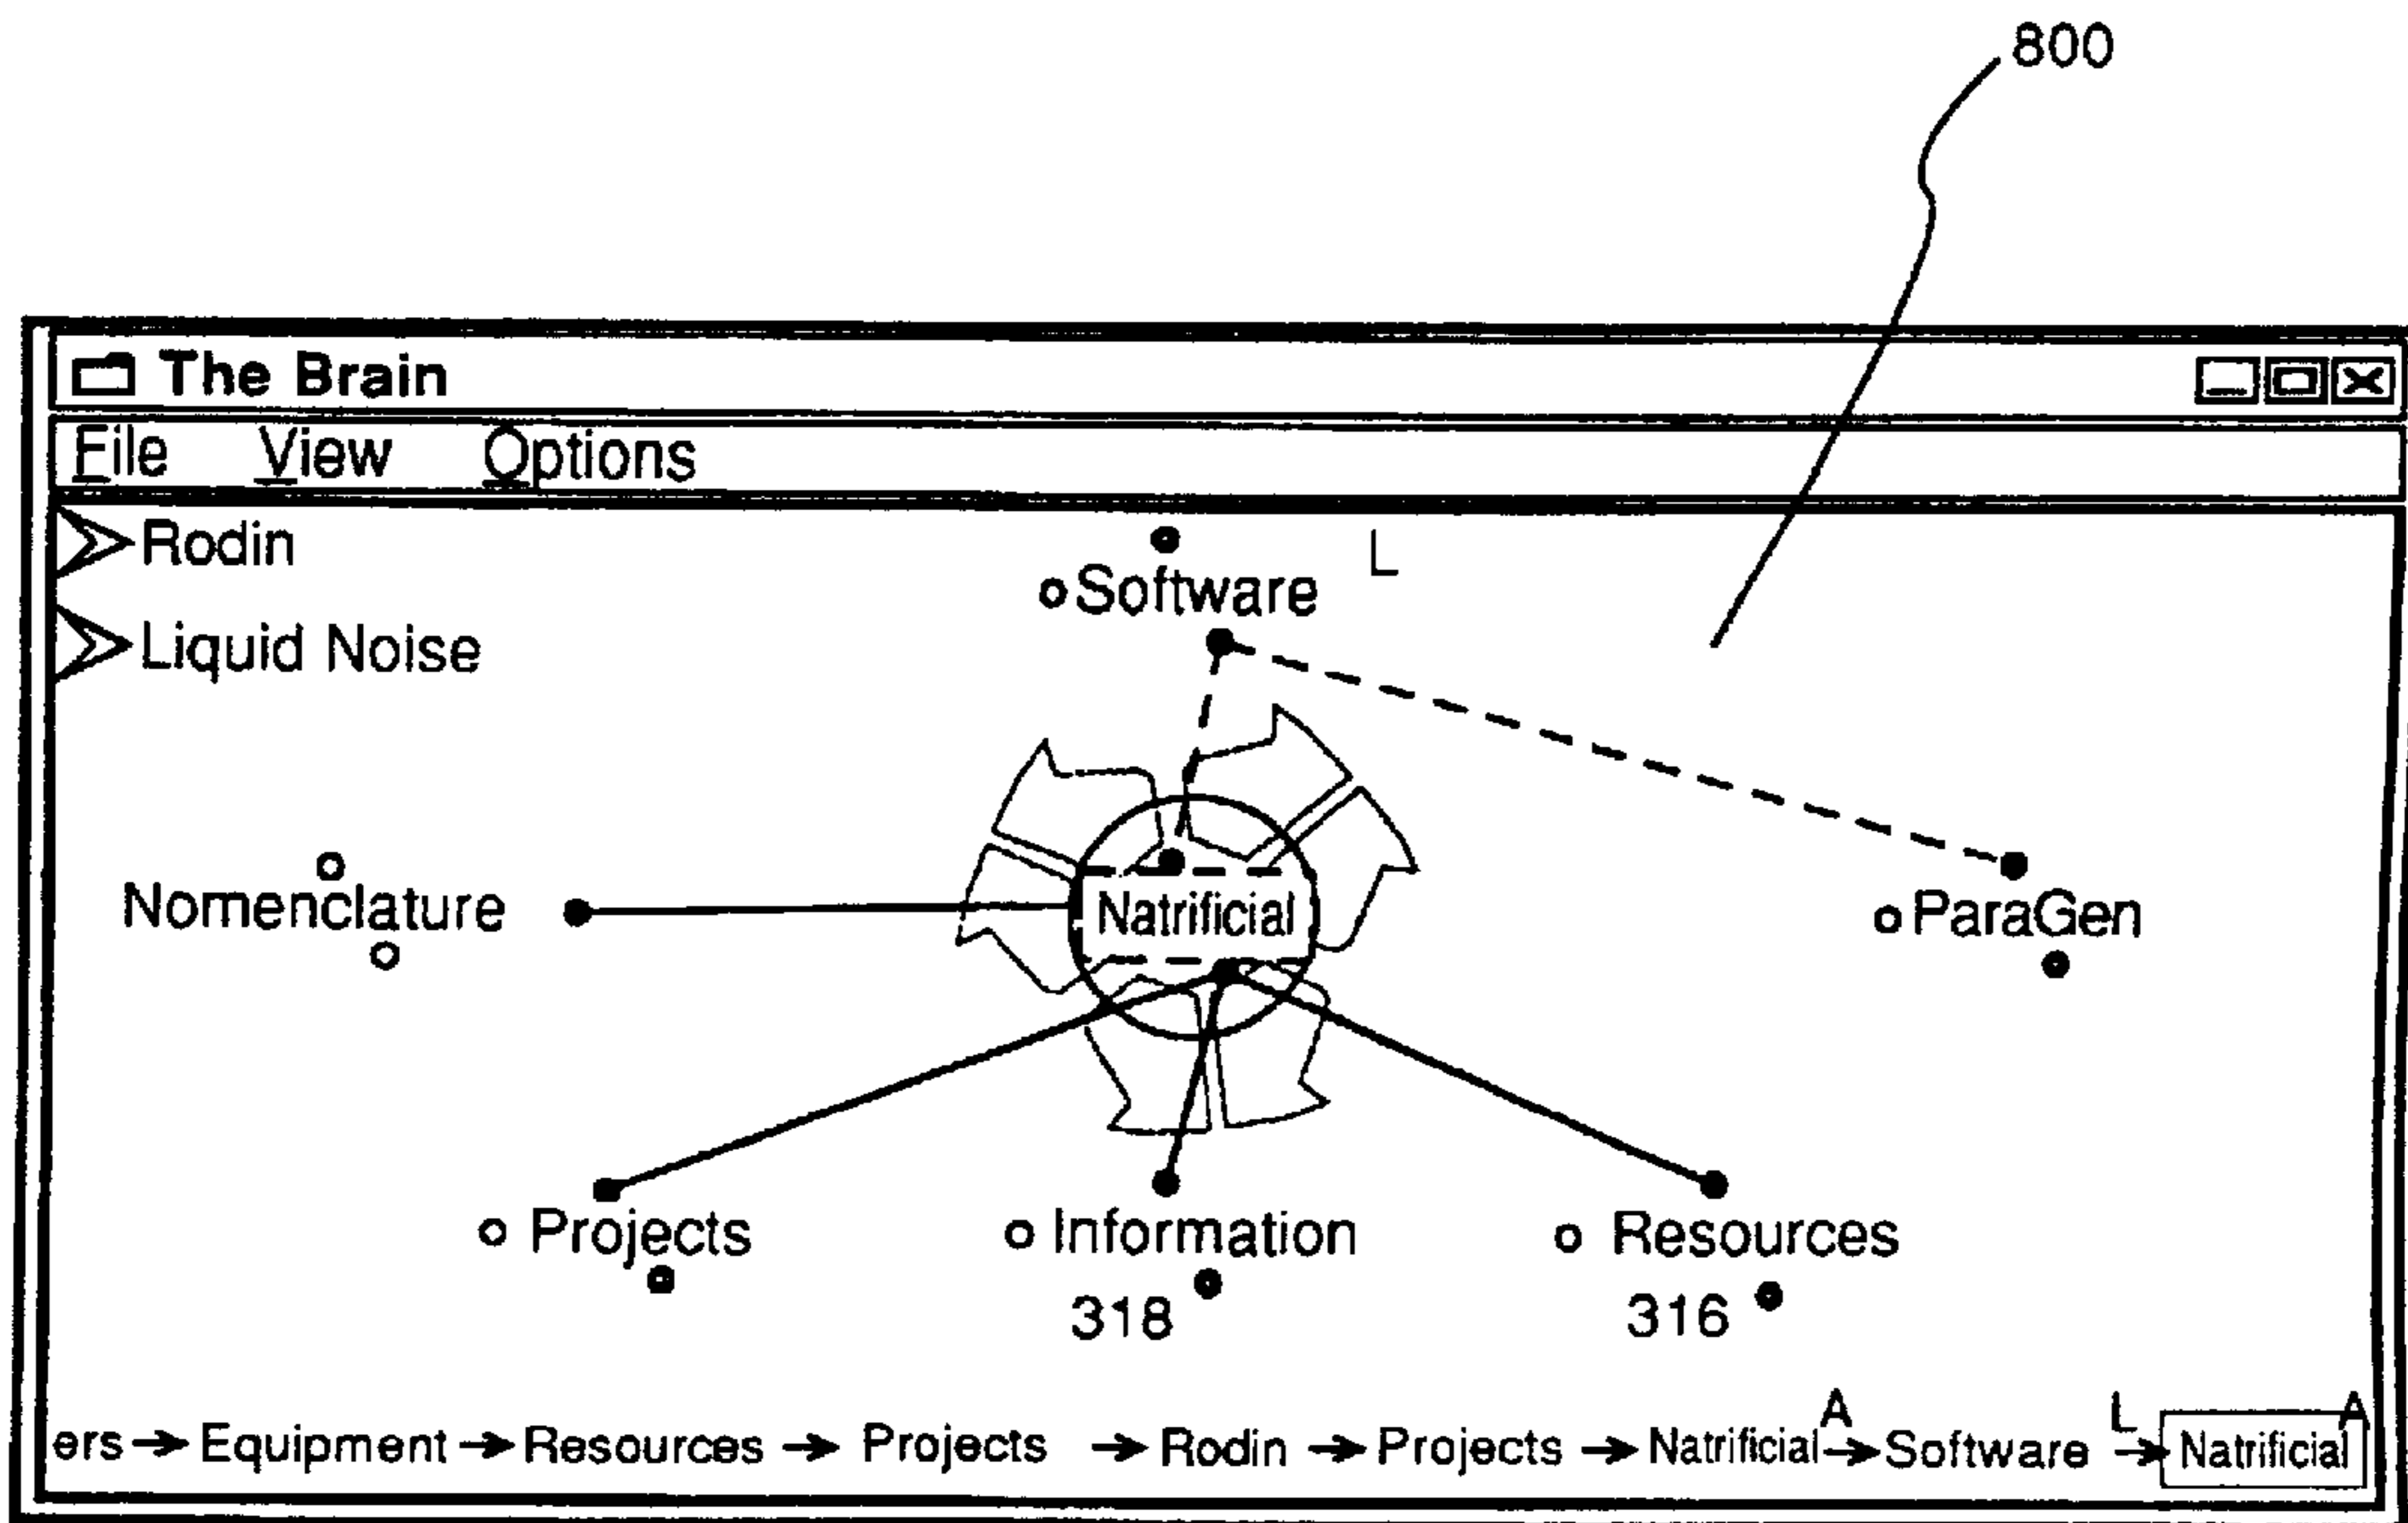 800
The Brain
File View Options
Rodin
Software L
Liquid Noise
Nomenclature
Natrificial
ParaGen
Projects
Information
Resources
318
316
A L A
ers → Equipment → Resources → Projects → Rodin → Projects → Natrificial → Software → Natrificial